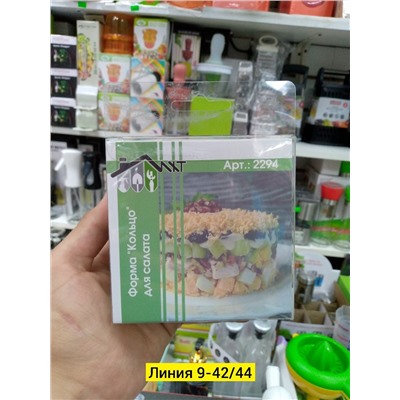 Арт.: 2294
Форма "Кольцо"
для салата
Линия 9-42/44